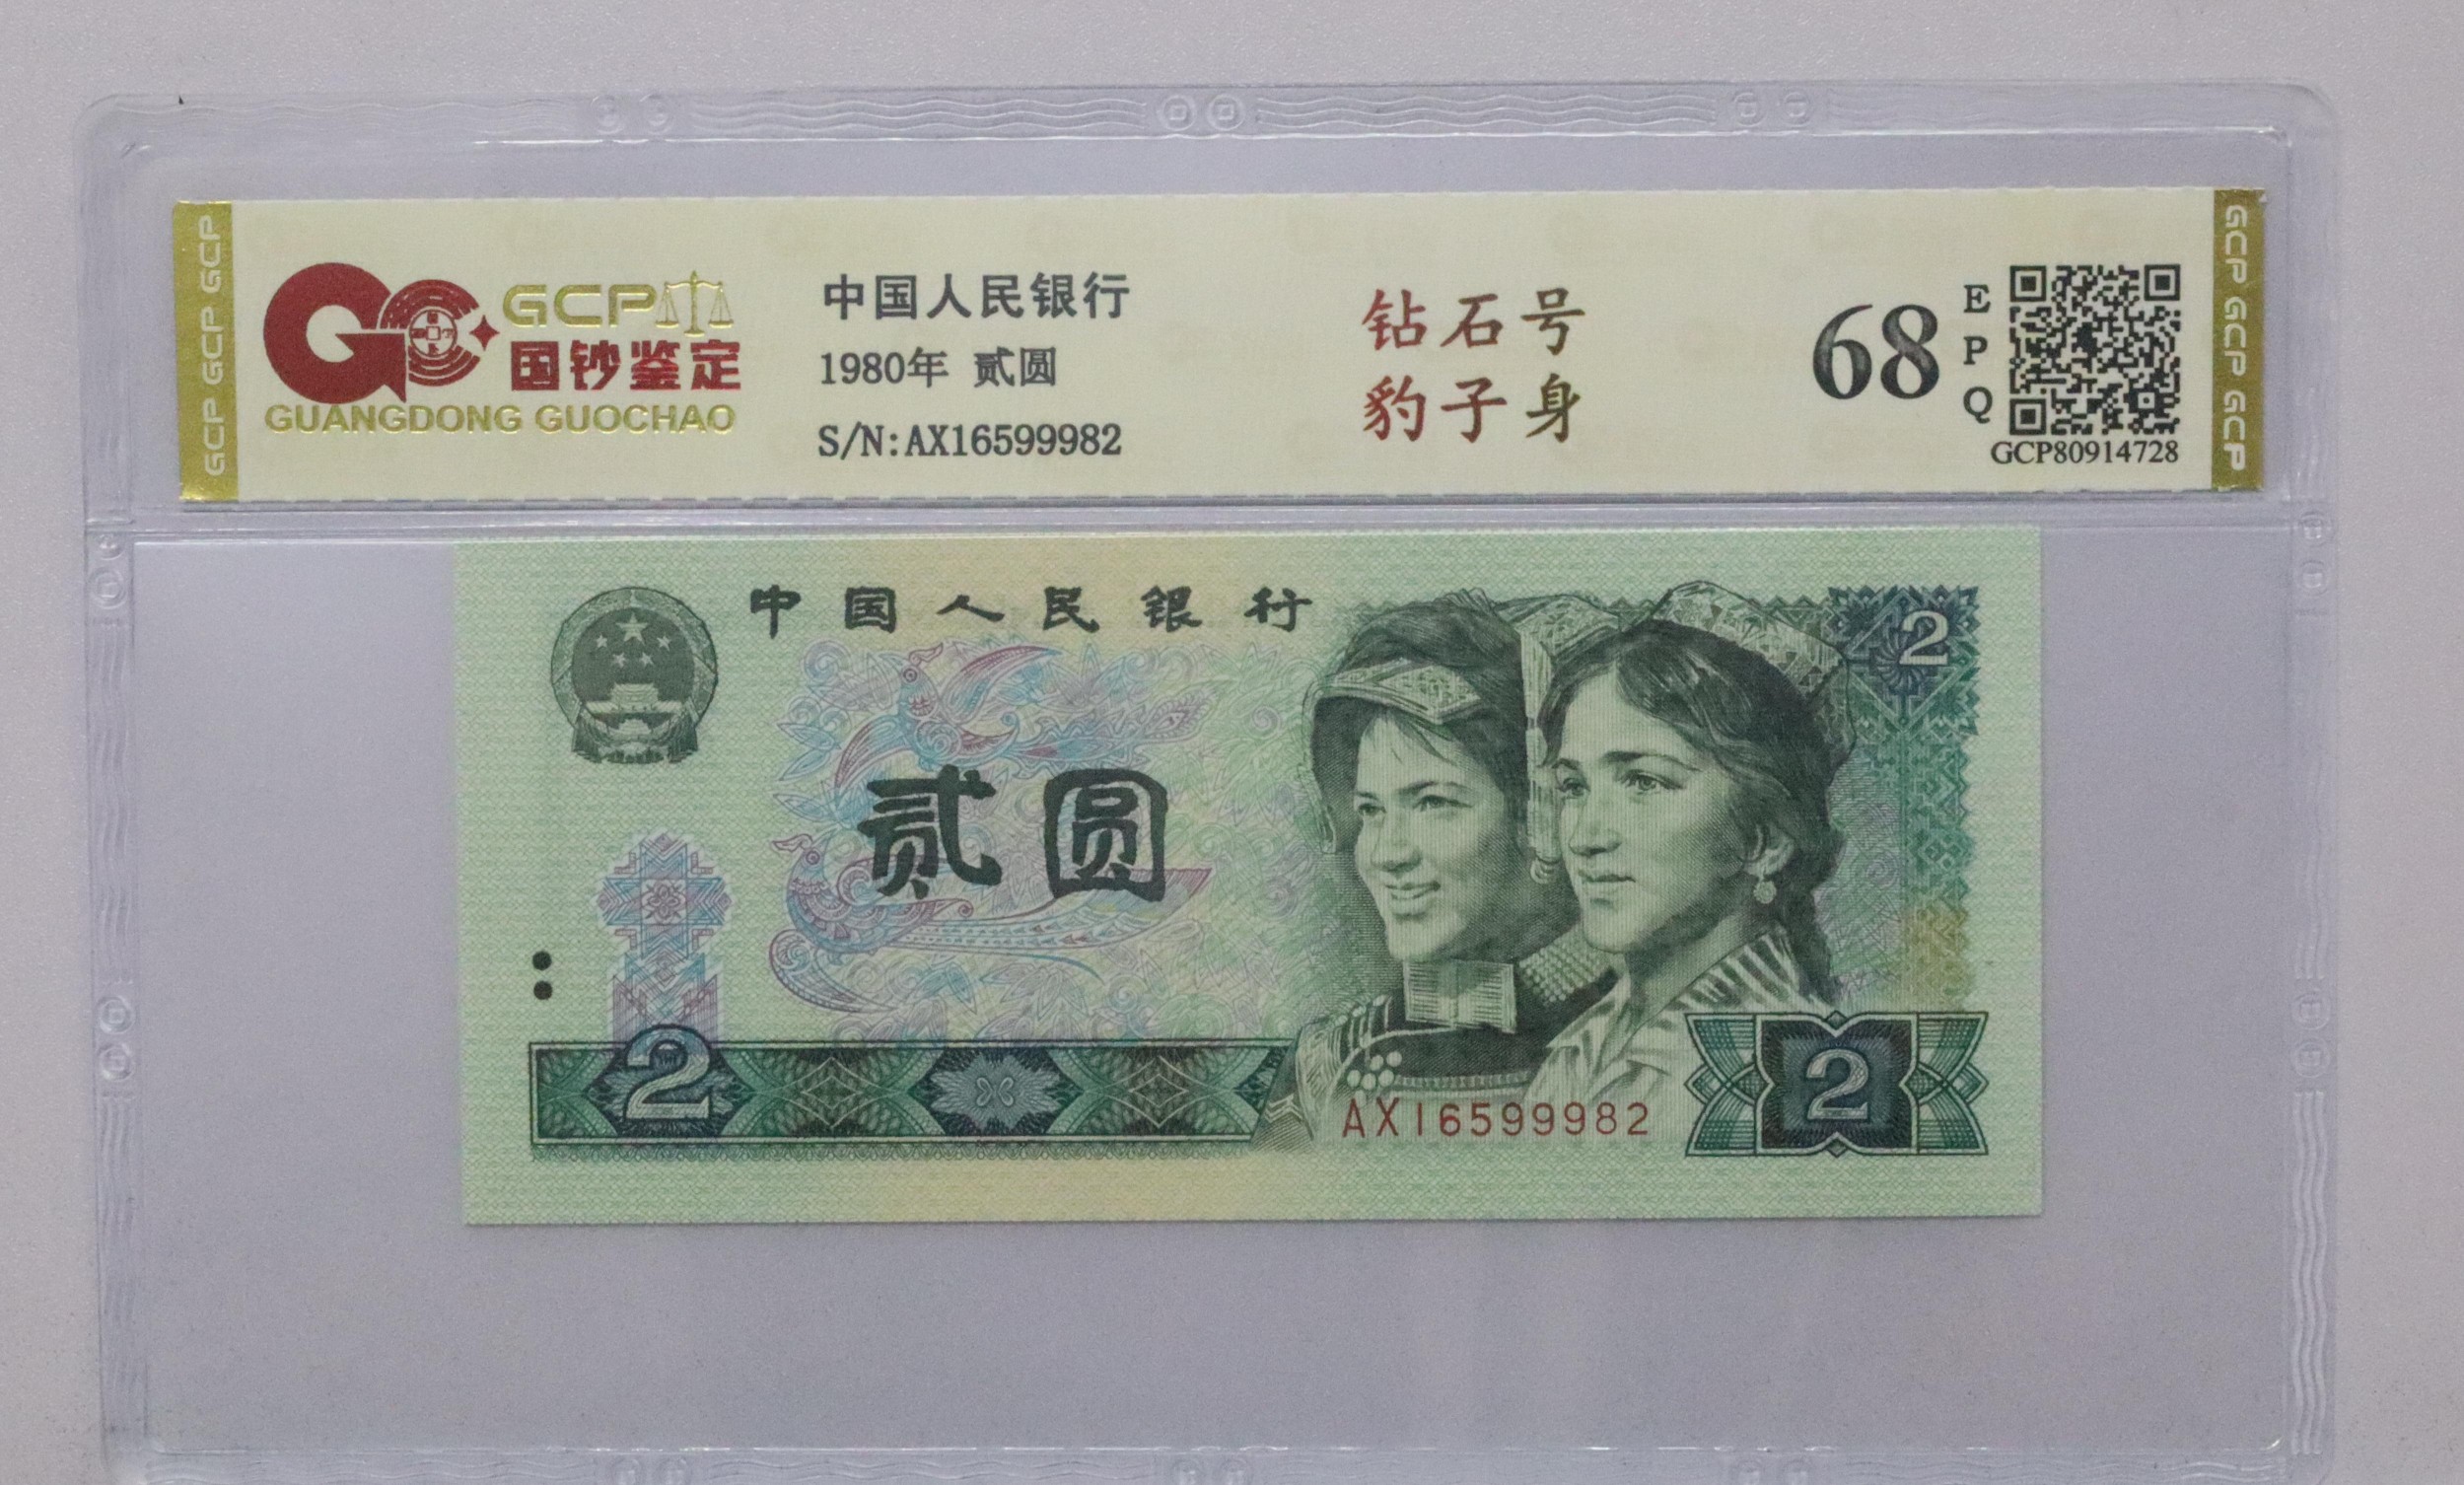 GCP GCP GCP GCP
GCP
国钞鉴定
GUANGDONG GUOCHAO
中国人民银行
1980年 贰圆
S/N:AX16599982
钻石号
豹子身
68
E
P
Q
GCP80914728
GCP GCP GCP
中国人民银行
2
贰圆
2
AX16599982
2